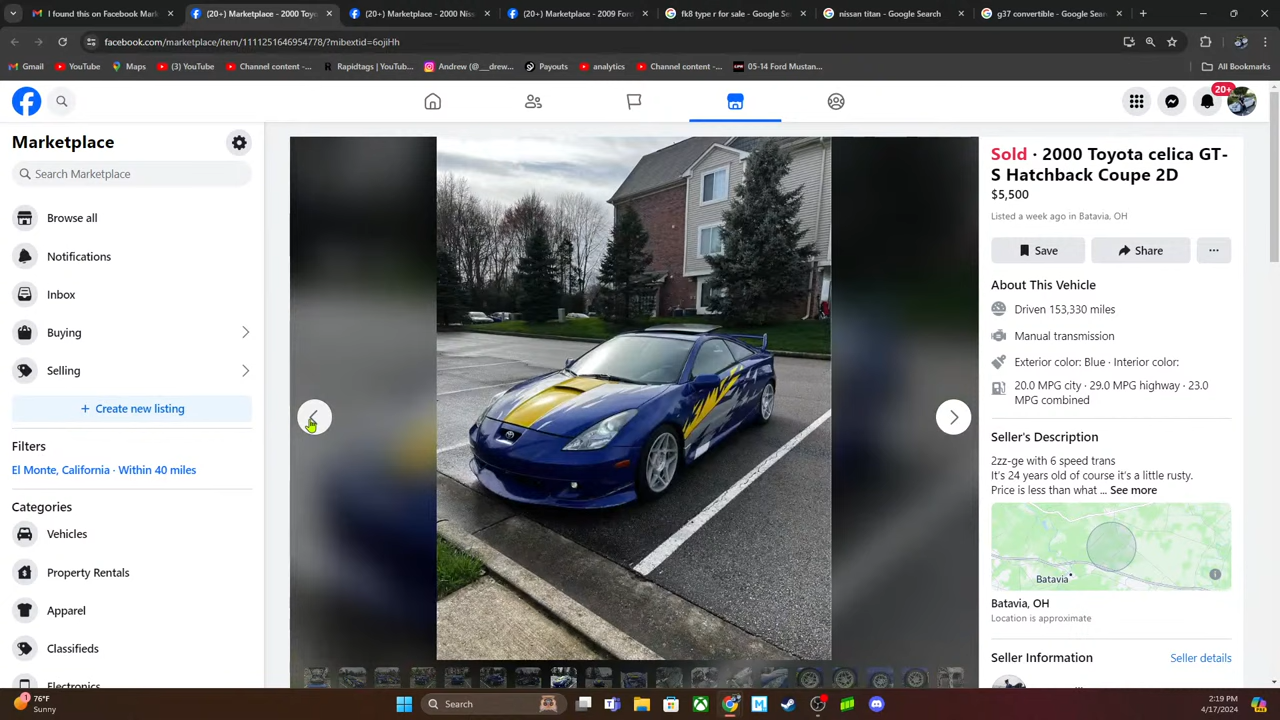 I found this on Facebook Mark
(20+) Marketplace - 2000 Toyo
(20+) Marketplace - 2000 Niss
(20+) Marketplace - 2009 Ford
fk8 type r for sale - Google Se
nissan titan - Google Search
g37 convertible - Google Searc
facebook.com/marketplace/item/1111251646954778/?mibextid=6ojiHh
Gmail
YouTube
Maps
(3) YouTube
Channel content -...
Rapidtags | YouTub...
Andrew (@___drew...
Payouts
analytics
Channel content -...
05-14 Ford Mustan...
All Bookmarks
20+
Marketplace
Search Marketplace
Browse all
Notifications
Inbox
Buying
Selling
+ Create new listing
Filters
El Monte, California · Within 40 miles
Categories
Vehicles
Property Rentals
Apparel
Classifieds
Electronics
Sold · 2000 Toyota celica GT-
S Hatchback Coupe 2D
$5,500
Listed a week ago in Batavia, OH
Save
Share
...
About This Vehicle
Driven 153,330 miles
Manual transmission
Exterior color: Blue · Interior color:
20.0 MPG city · 29.0 MPG highway · 23.0
MPG combined
Seller's Description
2zz-ge with 6 speed trans
It's 24 years old of course it's a little rusty.
Price is less than what ... See more
Batavia
Batavia, OH
Location is approximate
Seller Information
Seller details
76°F
Sunny
Search
2:19 PM
4/17/2024